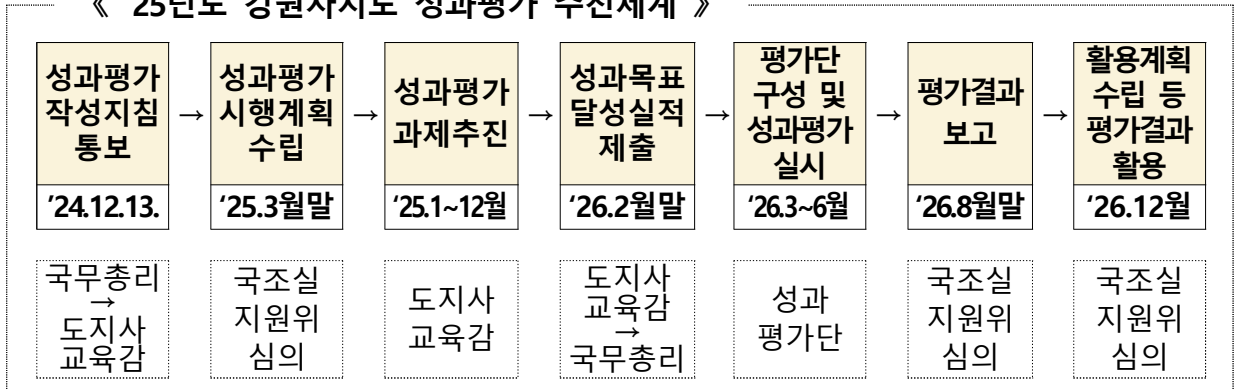 《 '25년도 강원자치도 성과평가 추진체계 》
성과평가
작성지침
통보
→
성과평가
시행계획
수립
→
성과평가
과제추진
→
성과목표
달성실적
제출
→
평가단
구성 및
성과평가
실시
→
평가결과
보고
→
활용계획
수립 등
평가결과
활용
'24.12.13.
'25.3월말
'25.1~12월
'26.2월말
'26.3~6월
'26.8월말
'26.12월
국무총리
→
도지사
교육감
국조실
지원위
심의
도지사
교육감
도지사
교육감
→
국무총리
성과
평가단
국조실
지원위
심의
국조실
지원위
심의